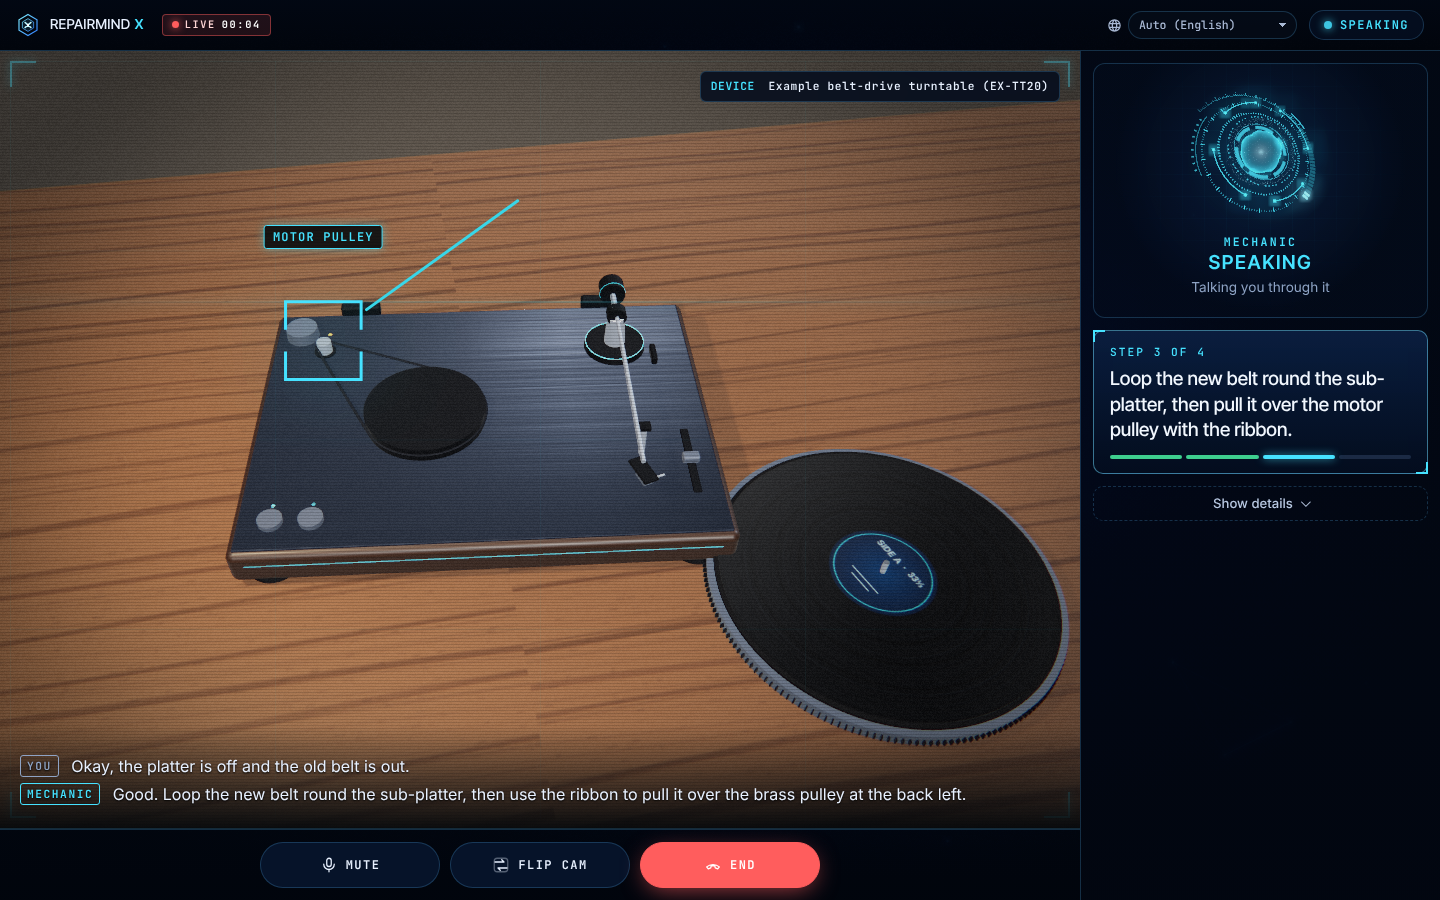 REPAIRMIND X
LIVE 00:04
Auto (English)
SPEAKING
DEVICE Example belt-drive turntable (EX-TT20)
MOTOR PULLEY
SIDE A · 33⅓
YOU Okay, the platter is off and the old belt is out.
MECHANIC Good. Loop the new belt round the sub-platter, then use the ribbon to pull it over the brass pulley at the back left.
MUTE
FLIP CAM
END
MECHANIC
SPEAKING
Talking you through it
STEP 3 OF 4
Loop the new belt round the sub-
platter, then pull it over the motor
pulley with the ribbon.
Show details